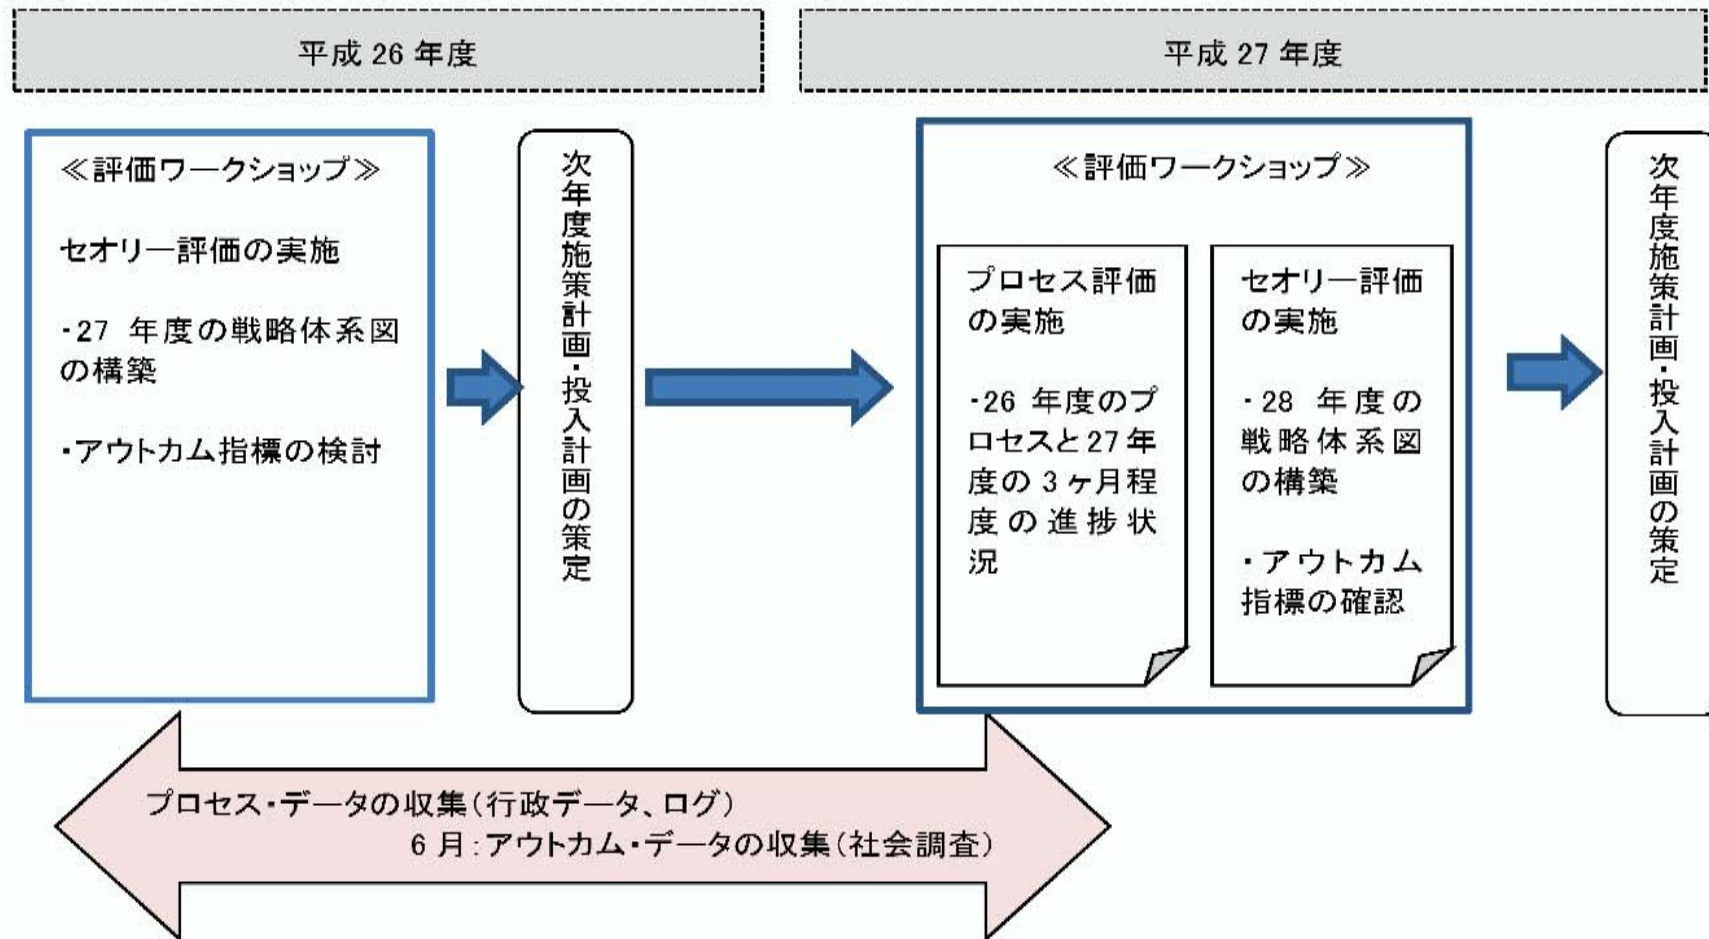 平成 26 年度
平成 27 年度
≪評価ワークショップ≫
セオリー評価の実施
・27 年度の戦略体系図
の構築
・アウトカム指標の検討
次年度施策計画・投入計画の策定
≪評価ワークショップ≫
プロセス評価
の実施
・26 年度のプ
ロセスと27年
度の 3ヶ月程
度の進捗状
況
セオリー評価
の実施
・28 年度の
戦略体系図
の構築
・アウトカム
指標の確認
次年度施策計画・投入計画の策定
プロセス・データの収集(行政データ、ログ)
6 月:アウトカム・データの収集(社会調査)